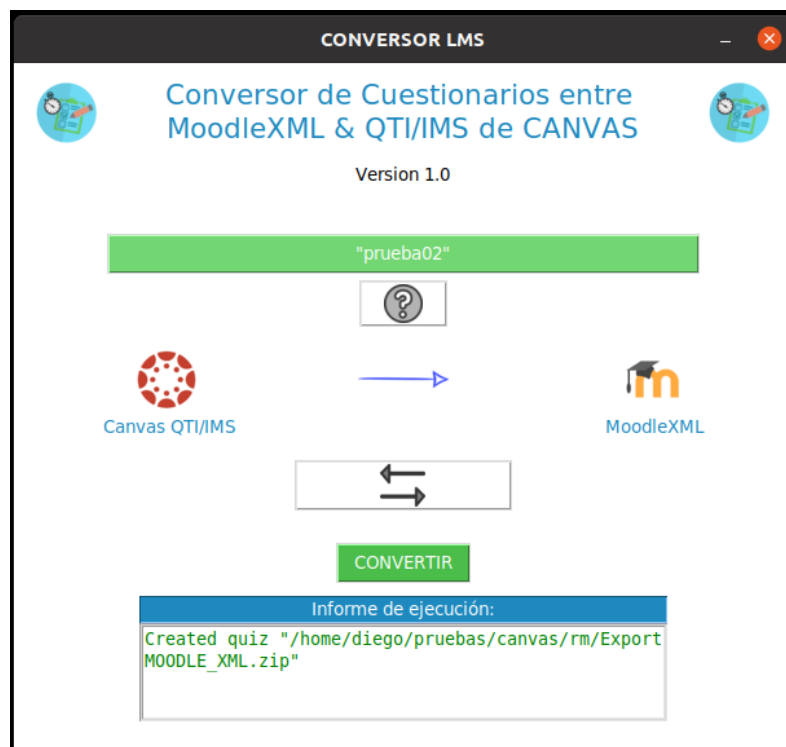 CONVERSOR LMS
Conversor de Cuestionarios entre
MoodleXML & QTI/IMS de CANVAS
Version 1.0
"prueba02"
Canvas QTI/IMS
MoodleXML
CONVERTIR
Informe de ejecución:
Created quiz "/home/diego/pruebas/canvas/rm/Export
MOODLE_XML.zip"